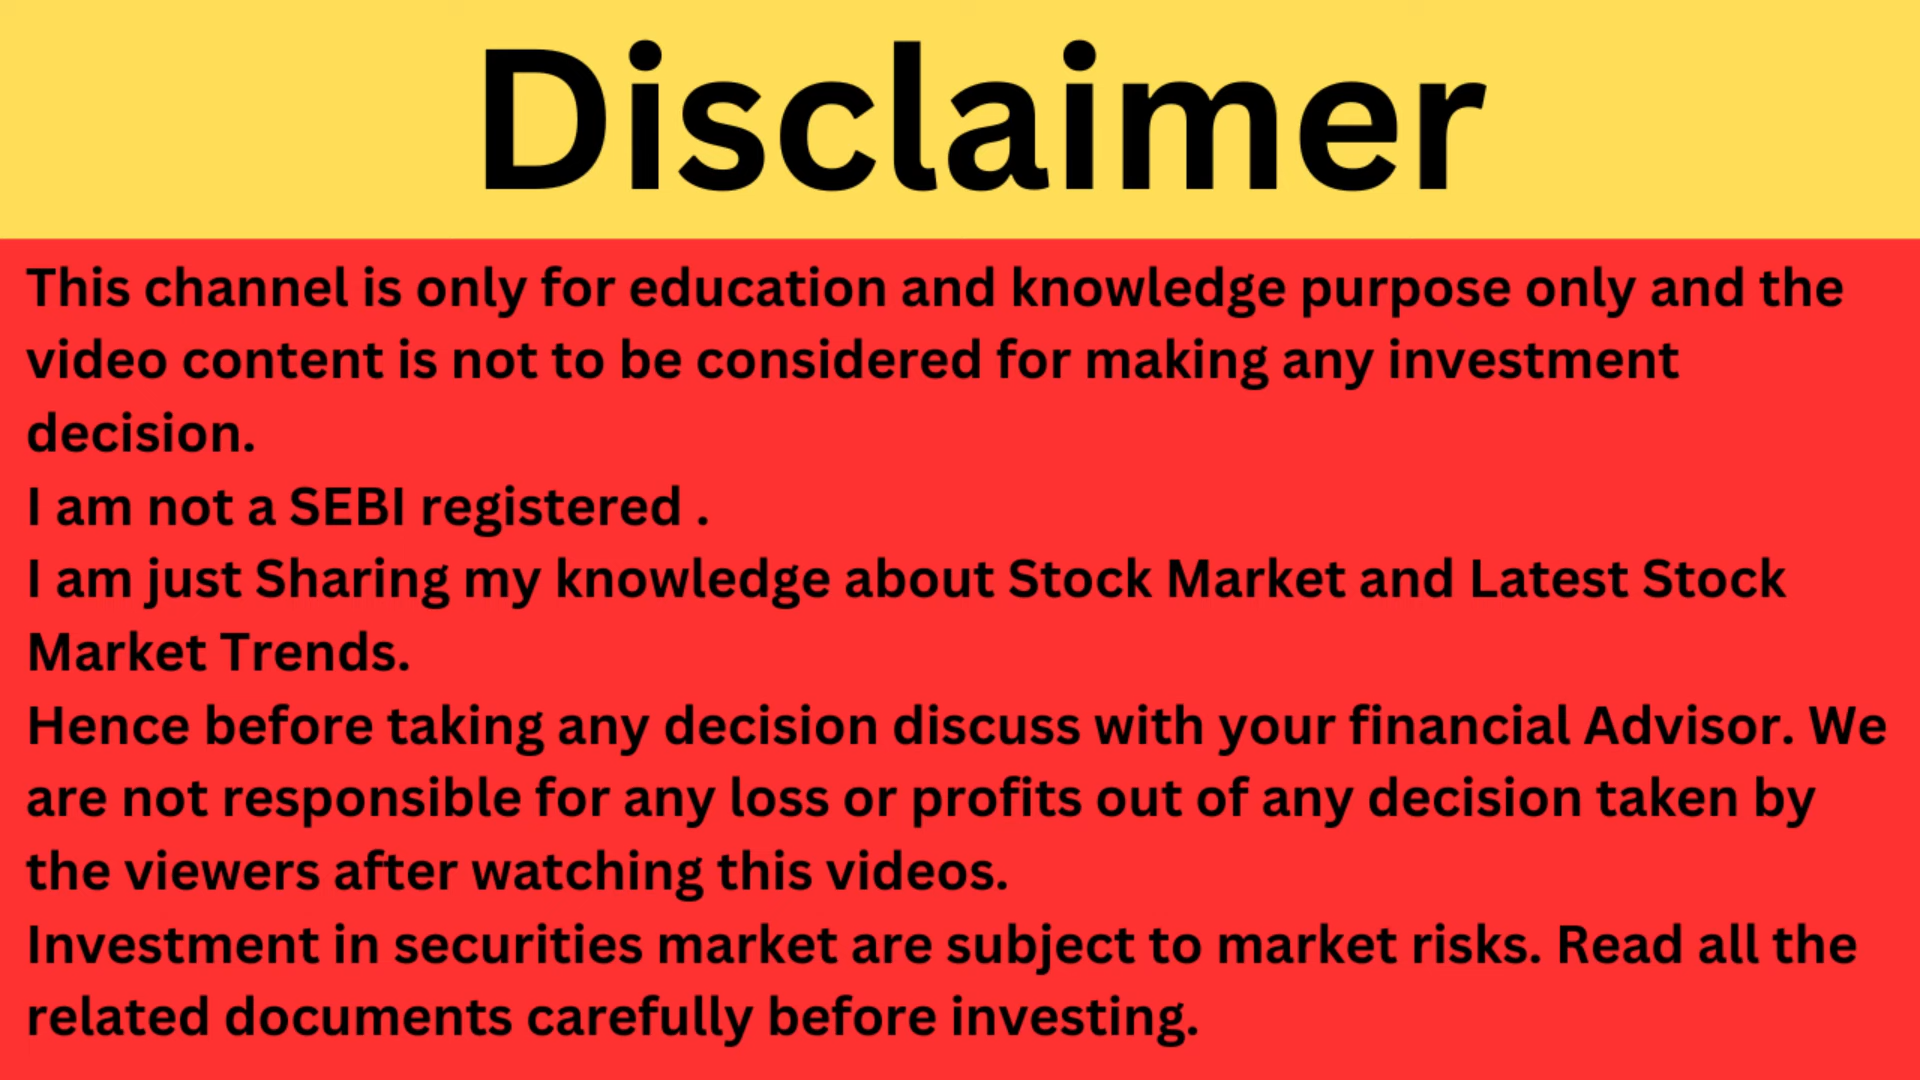 Disclaimer
This channel is only for education and knowledge purpose only and the
video content is not to be considered for making any investment
decision.
I am not a SEBI registered .
I am just Sharing my knowledge about Stock Market and Latest Stock
Market Trends.
Hence before taking any decision discuss with your financial Advisor. We
are not responsible for any loss or profits out of any decision taken by
the viewers after watching this videos.
Investment in securities market are subject to market risks. Read all the
related documents carefully before investing.